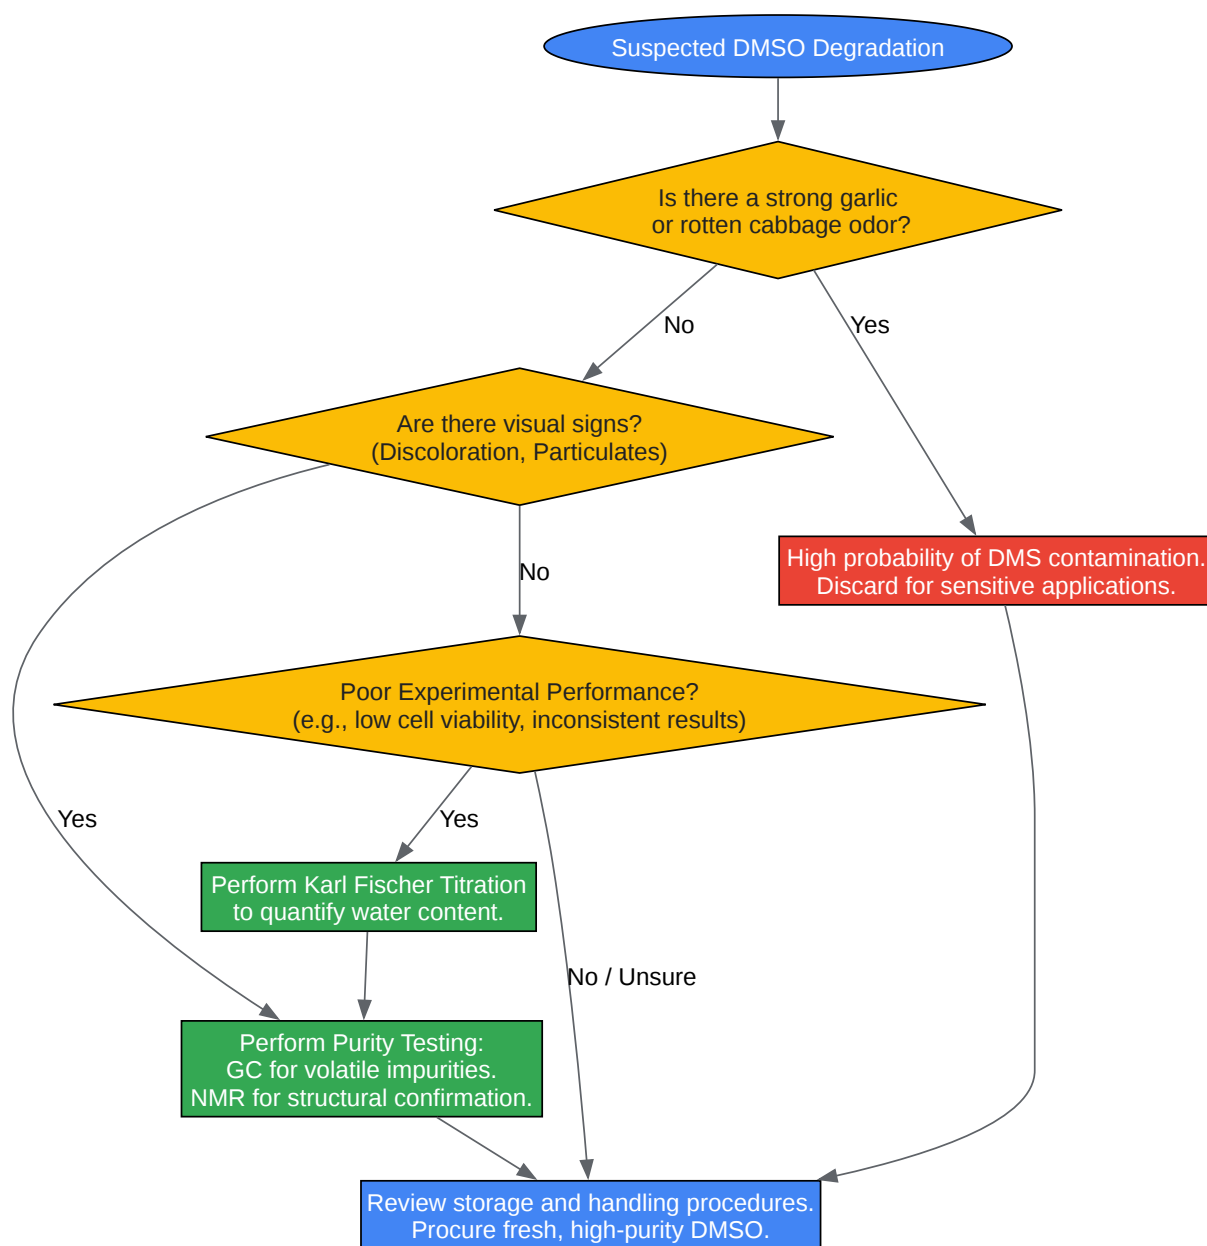 Suspected DMSO Degradation
Is there a strong garlic
or rotten cabbage odor?
No
Yes
Are there visual signs?
(Discoloration, Particulates)
High probability of DMS contamination.
Discard for sensitive applications.
No
Poor Experimental Performance?
(e.g., low cell viability, inconsistent results)
Yes
Yes
Perform Karl Fischer Titration
to quantify water content.
No / Unsure
Perform Purity Testing:
GC for volatile impurities.
NMR for structural confirmation.
Review storage and handling procedures.
Procure fresh, high-purity DMSO.